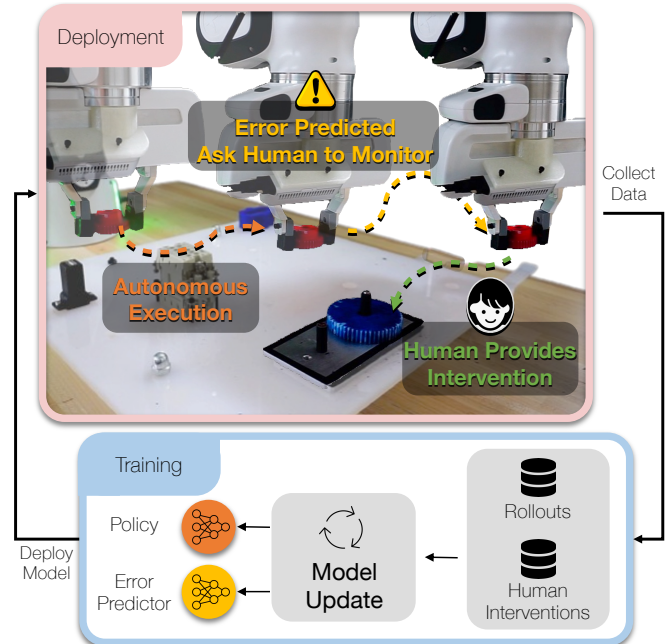 Deployment
Error Predicted
Ask Human to Monitor
Collect
Data
Autonomous
Execution
Human Provides
Intervention
Training
Policy
Rollouts
Model
Update
Deploy
Model
Error
Predictor
Human
Interventions